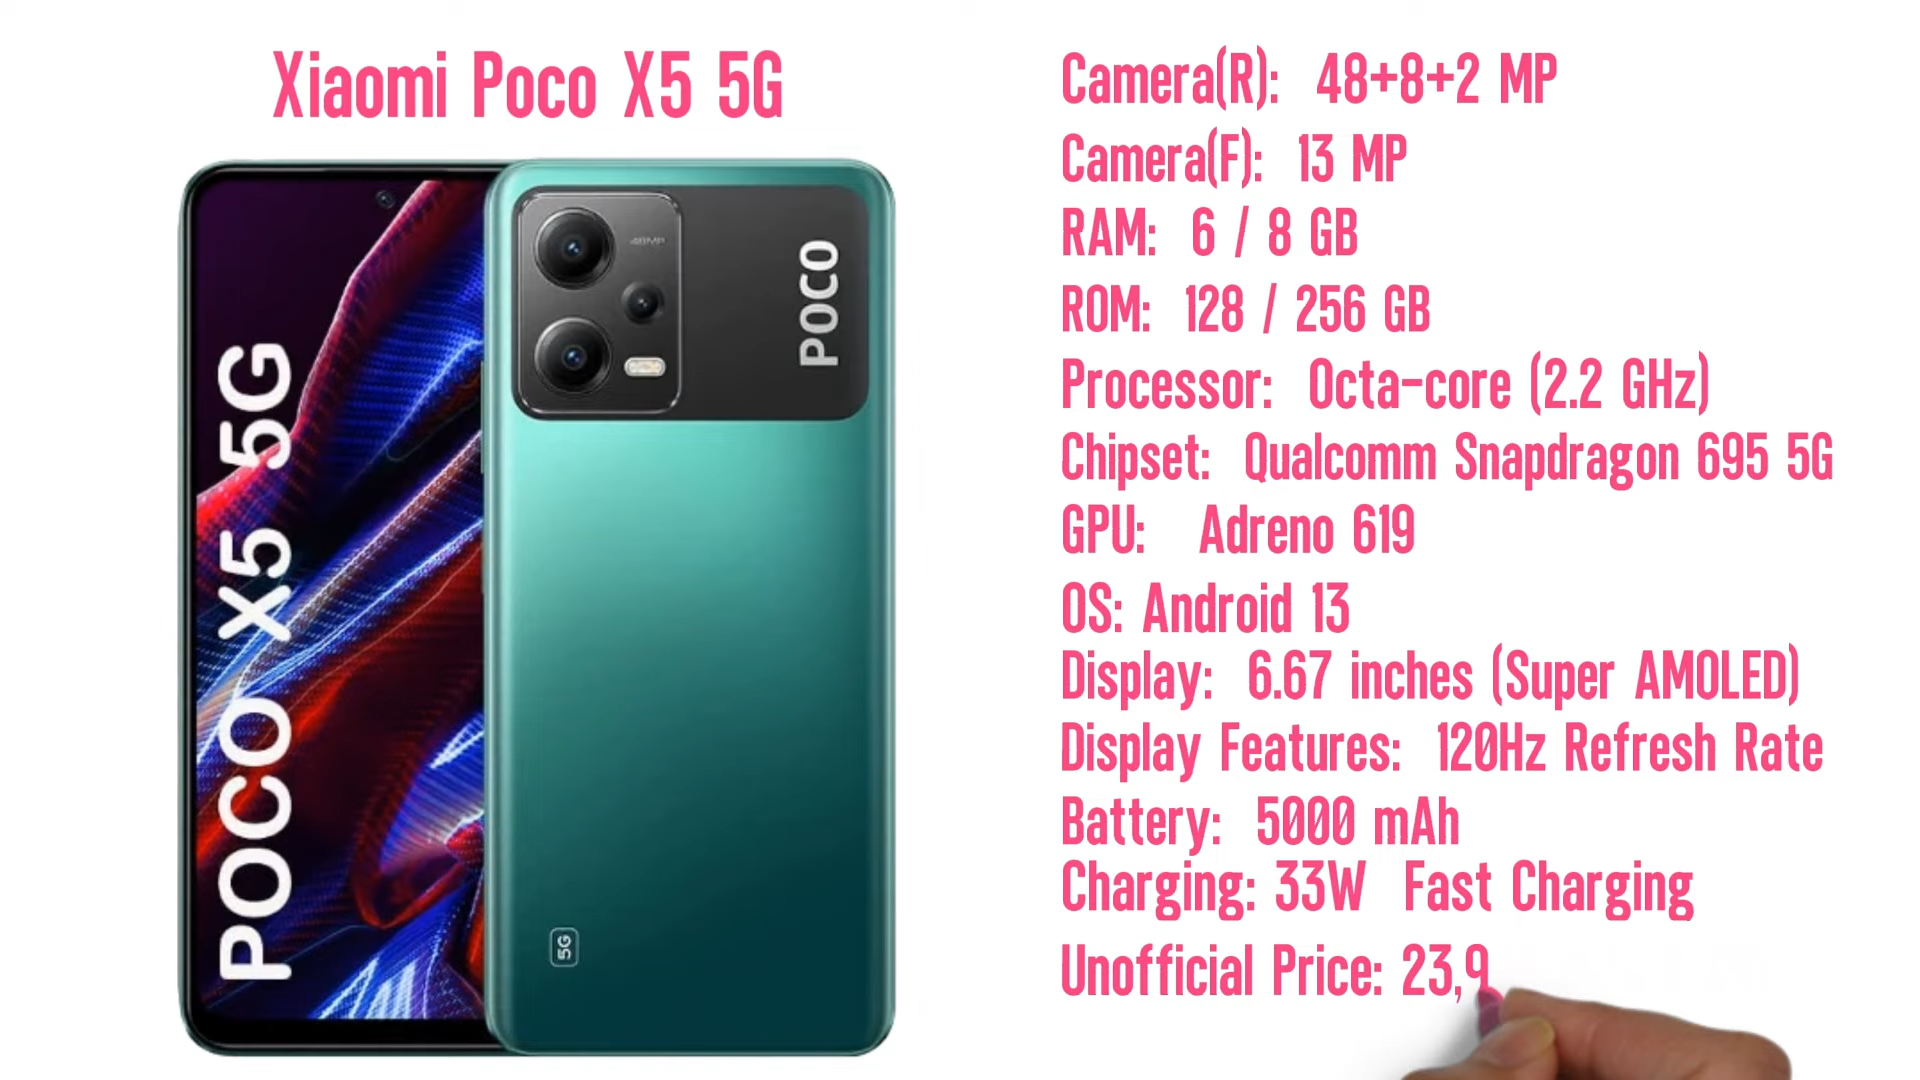 Xiaomi Poco X5 5G
POCO X5 5G
48MP
POCO
5G
Camera(R): 48+8+2 MP
Camera(F): 13 MP
RAM: 6 / 8 GB
ROM: 128 / 256 GB
Processor: Octa-core (2.2 GHz)
Chipset: Qualcomm Snapdragon 695 5G
GPU: Adreno 619
OS: Android 13
Display: 6.67 inches (Super AMOLED)
Display Features: 120Hz Refresh Rate
Battery: 5000 mAh
Charging: 33W Fast Charging
Unofficial Price: 23,9